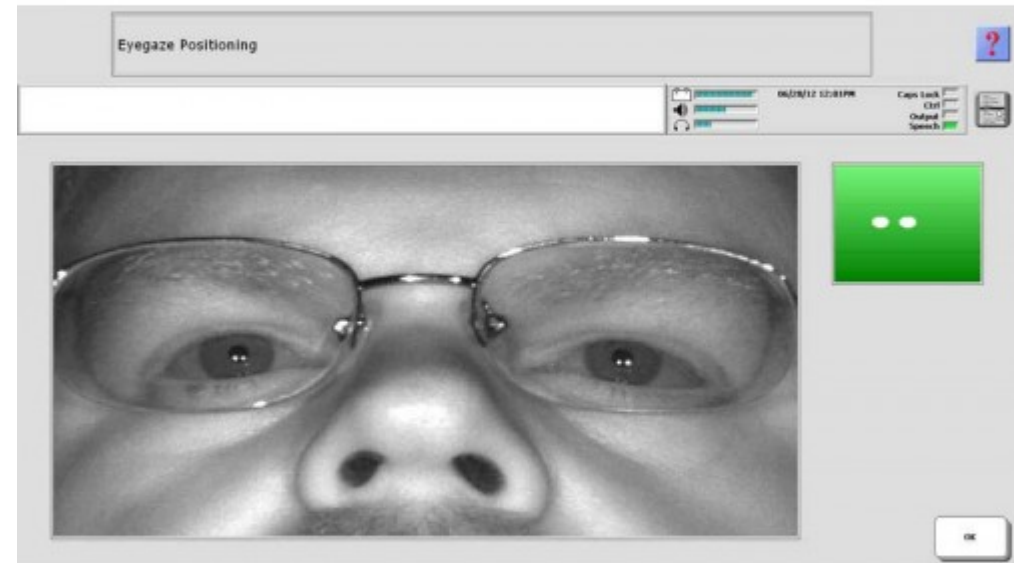 Eyegaze Positioning
?
06/28/12 12:01PM
Caps Lock
Ctrl
Output
Speech
OK